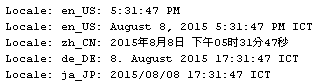 Locale: en_US: 5:31:47 PM
Locale: en_US: August 8, 2015 5:31:47 PM ICT
Locale: zh_CN: 2015年8月8日 下午05时31分47秒
Locale: de_DE: 8. August 2015 17:31:47 ICT
Locale: ja_JP: 2015/08/08 17:31:47 ICT